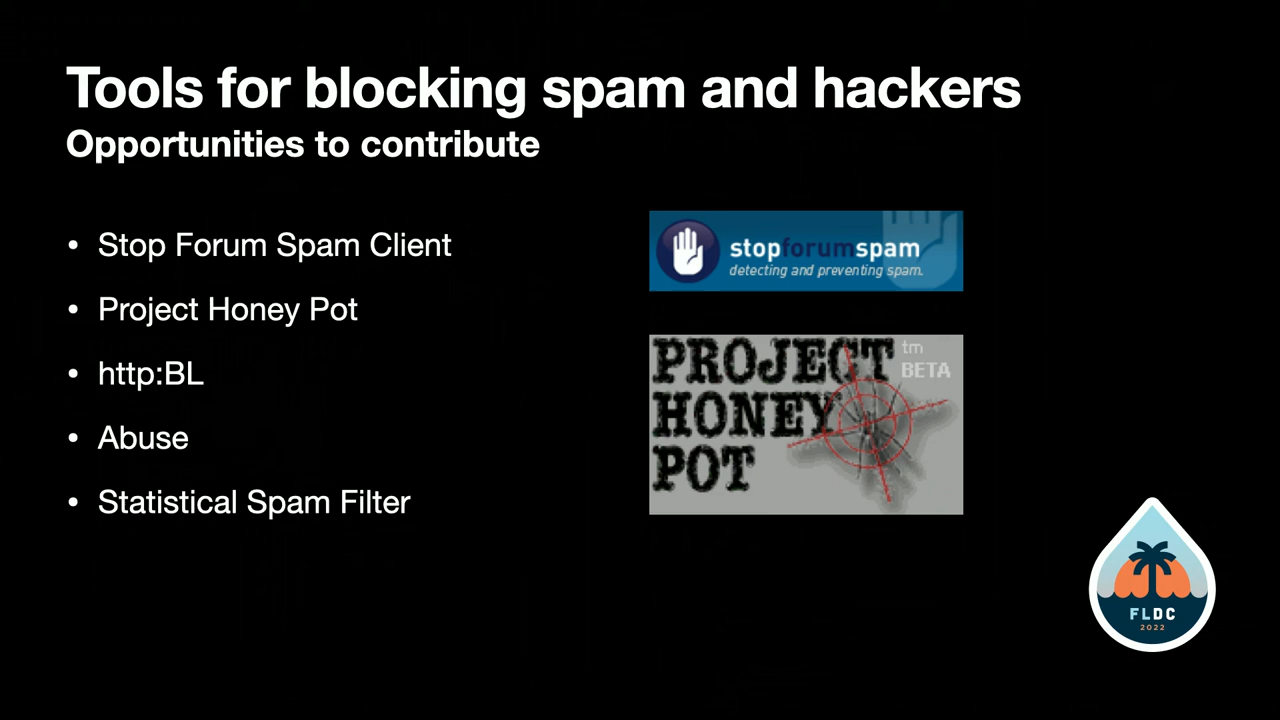 Tools for blocking spam and hackers
Opportunities to contribute
• Stop Forum Spam Client
• Project Honey Pot
• http:BL
• Abuse
• Statistical Spam Filter
stopforumspam
detecting and preventing spam.
PROJECT tm
HONEY BETA
POT
FLDC
2022